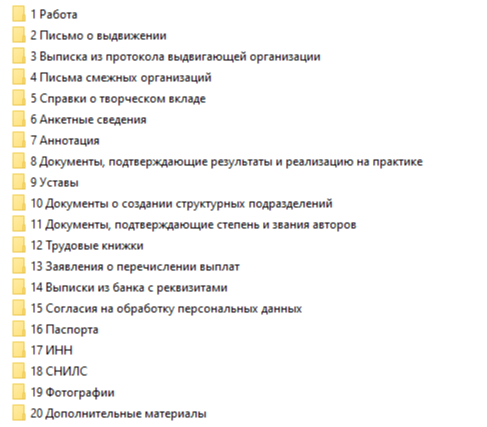 1 Работа
2 Письмо о выдвижении
3 Выписка из протокола выдвигающей организации
4 Письма смежных организаций
5 Справки о творческом вкладе
6 Анкетные сведения
7 Аннотация
8 Документы, подтверждающие результаты и реализацию на практике
9 Уставы
10 Документы о создании структурных подразделений
11 Документы, подтверждающие степень и звания авторов
12 Трудовые книжки
13 Заявления о перечислении выплат
14 Выписки из банка с реквизитами
15 Согласия на обработку персональных данных
16 Паспорта
17 ИНН
18 СНИЛС
19 Фотографии
20 Дополнительные материалы